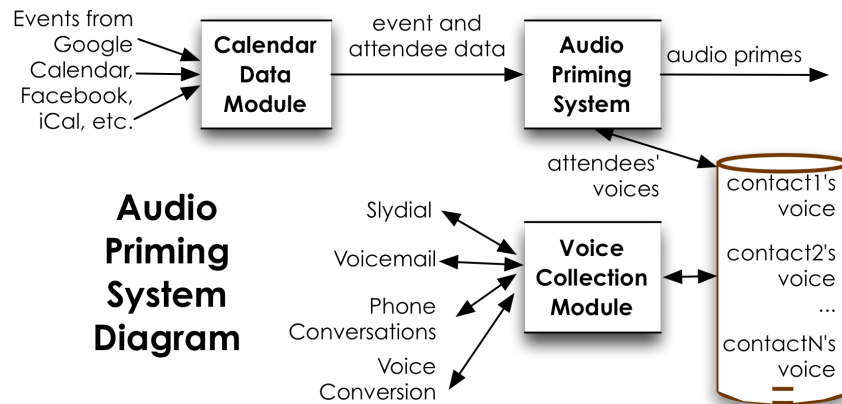 Events from
Google
Calendar,
Facebook,
iCal, etc.
Calendar
Data
Module
event and
attendee data
Audio
Priming
System
audio primes
attendees'
voices
contact1's
voice
contact2's
voice
...
contactN's
voice
Audio
Priming
System
Diagram
Slydial
Voicemail
Phone
Conversations
Voice
Conversion
Voice
Collection
Module